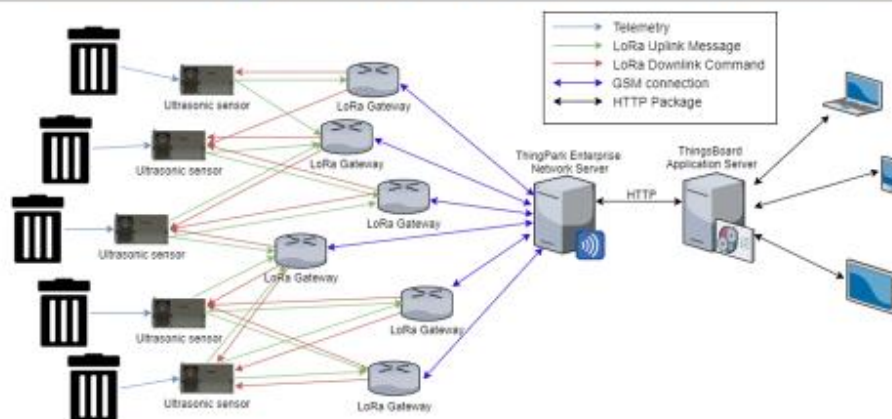 Telemetry
LoRa Uplink Message
LoRa Downlink Command
GSM connection
HTTP Package
Ultrasonic sensor
LoRa Gateway
Ultrasonic sensor
LoRa Gateway
ThingPark Enterprise
Network Server
ThingsBoard
Application Server
HTTP
LoRa Gateway
Ultrasonic sensor
LoRa Gateway
Ultrasonic sensor
LoRa Gateway
Ultrasonic sensor
LoRa Gateway